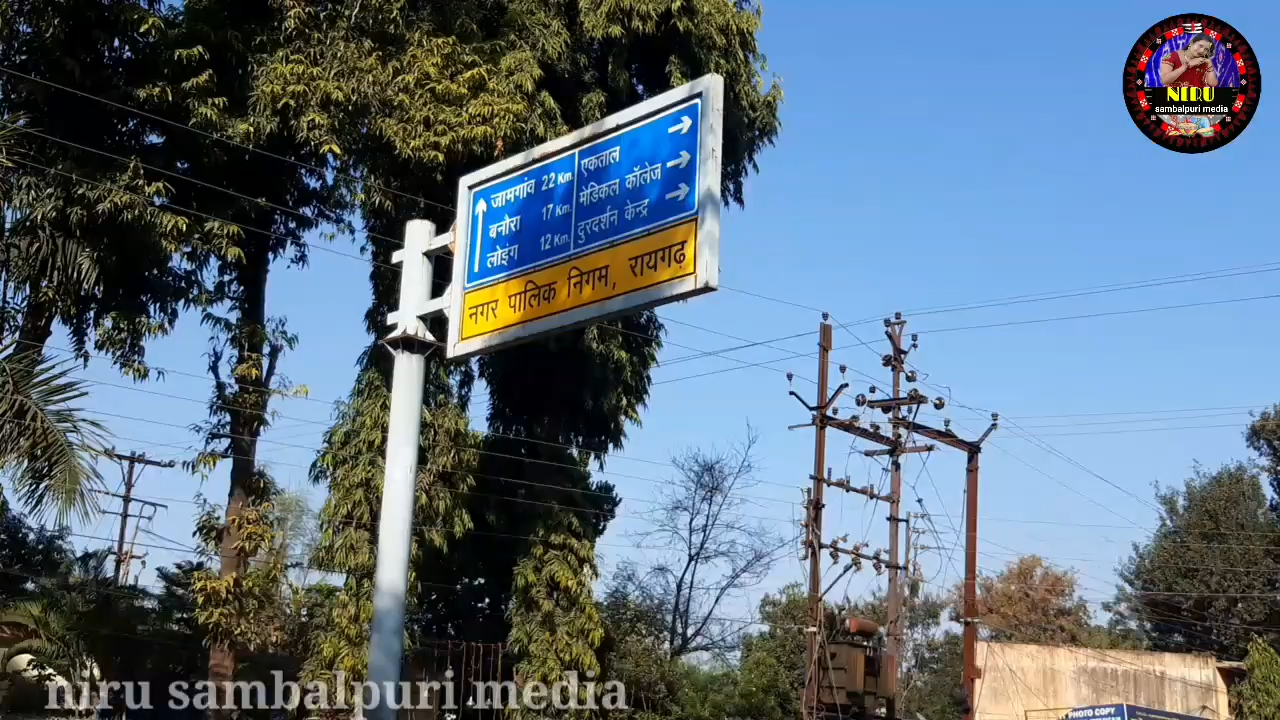 जामगांव 22 Km.
बनौरा 17 Km.
लोइंग 12 Km.
एकताल
मेडिकल कॉलेज
दुरदर्शन केन्द्र
नगर पालिक निगम, रायगढ़
NIRU
sambalpuri media
niru sambalpuri media
PHOTO COPY